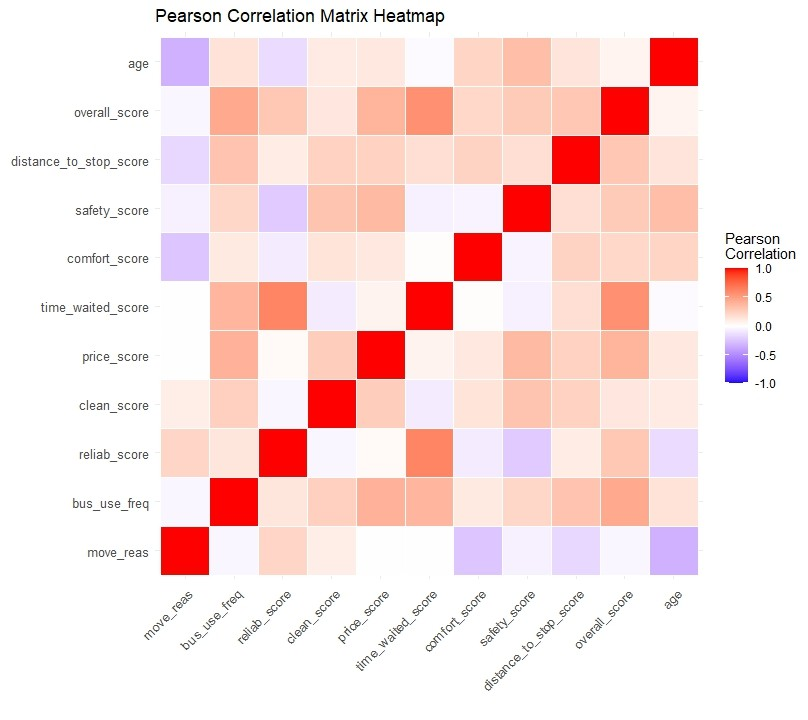 Pearson Correlation Matrix Heatmap
age
overall_score
distance_to_stop_score
safety_score
comfort_score
time_waited_score
price_score
clean_score
reliab_score
bus_use_freq
move_reas
move_reas
bus_use_freq
reliab_score
clean_score
price_score
time_waited_score
comfort_score
safety_score
distance_to_stop_score
overall_score
age
Pearson
Correlation
1.0
0.5
0.0
-0.5
-1.0